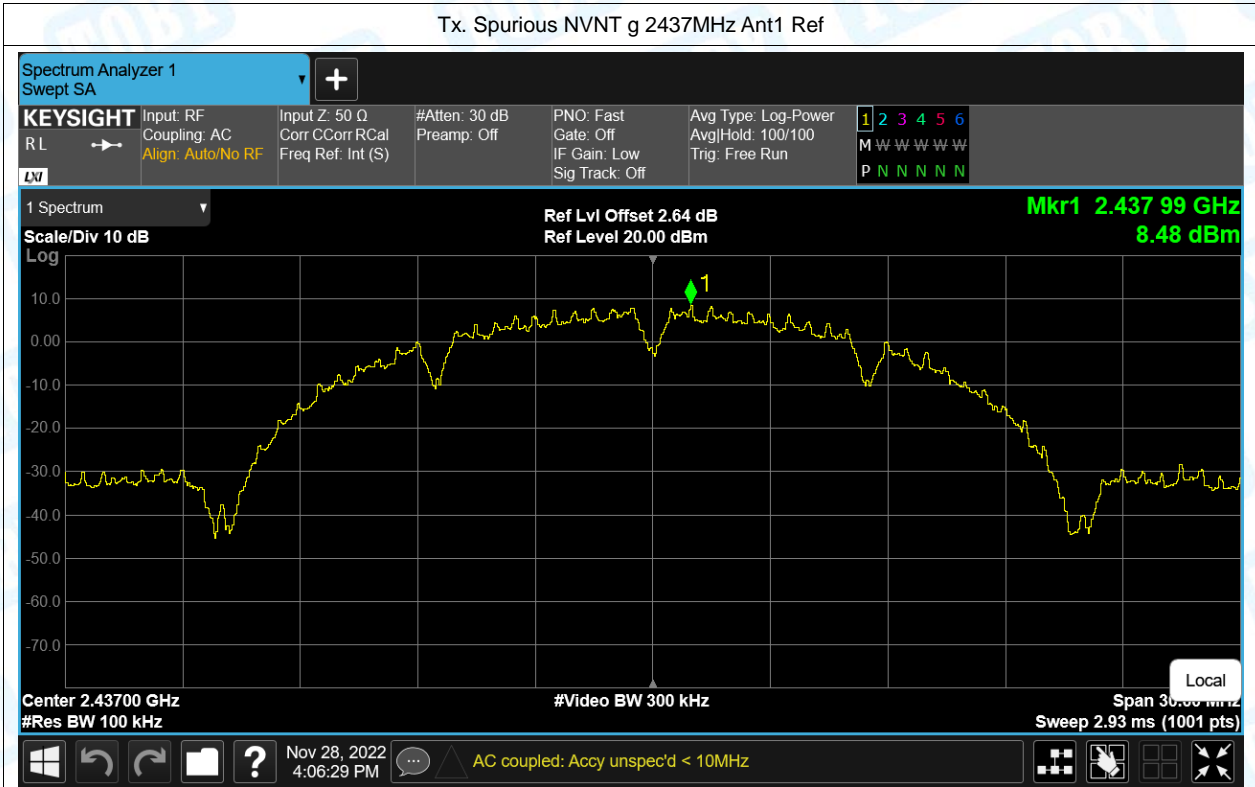 Tx. Spurious NVNT g 2437MHz Ant1 Ref
Spectrum Analyzer 1
Swept SA
KEYSIGHT Input: RF Input Z: 50 Ω #Atten: 30 dB PNO: Fast Avg Type: Log-Power 1 2 3 4 5 6
R L Coupling: AC Corr CCorr RCal Preamp: Off Gate: Off Avg|Hold: 100/100 M W W W W W
Align: Auto/No RF Freq Ref: Int (S) IF Gain: Low Trig: Free Run
LXI Sig Track: Off P N N N N N
1 Spectrum Ref Lvl Offset 2.64 dB Mkr1 2.437 99 GHz
Scale/Div 10 dB Ref Level 20.00 dBm 8.48 dBm
Log
1
10.0
0.00
-10.0
-20.0
-30.0
-40.0
-50.0
-60.0
-70.0
Local
Center 2.43700 GHz #Video BW 300 kHz Span 30.00 MHz
#Res BW 100 kHz Sweep 2.93 ms (1001 pts)
Nov 28, 2022
4:06:29 PM AC coupled: Accy unspec'd < 10MHz